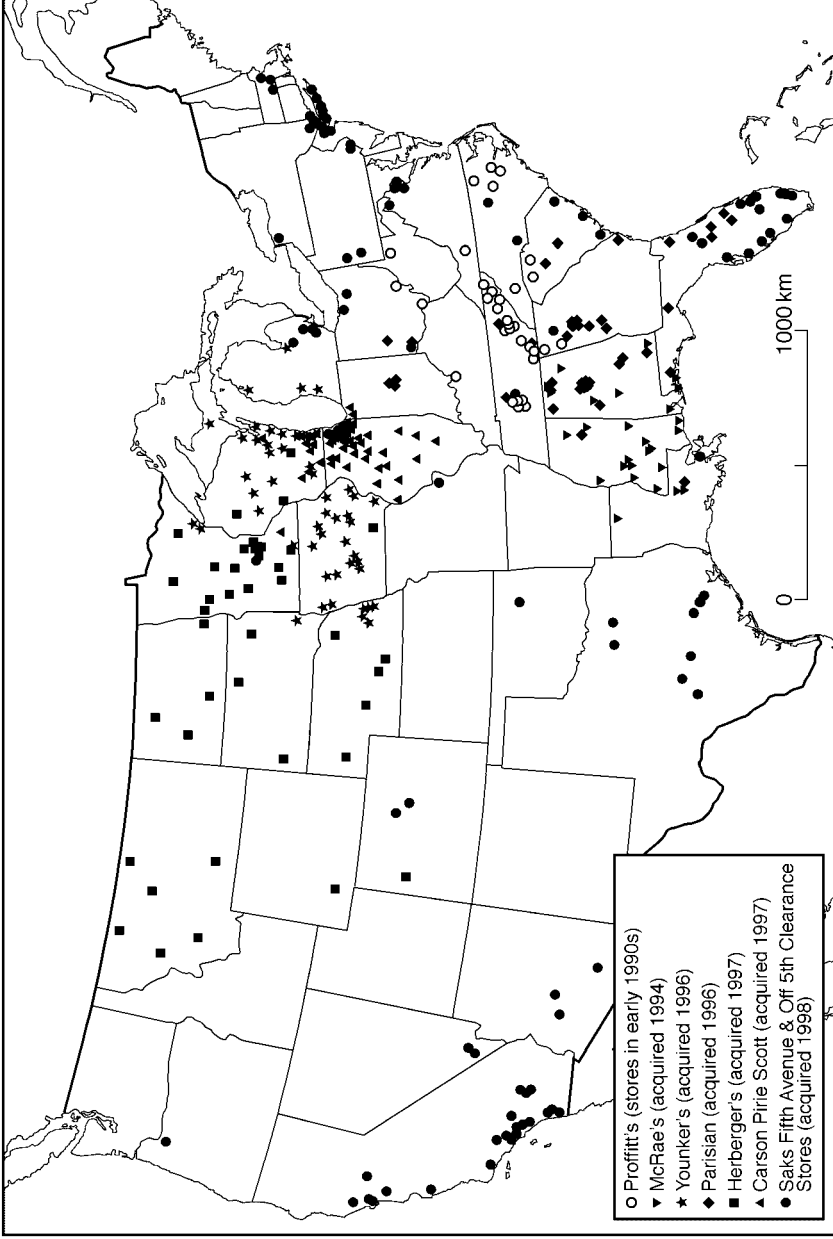 Proffitt's (stores in early 1990s)
McRae's (acquired 1994)
Younker's (acquired 1996)
Parisian (acquired 1996)
Herberger's (acquired 1997)
Carson Pirie Scott (acquired 1997)
Saks Fifth Avenue & Off 5th Clearance
Stores (acquired 1998)
0
1000 km